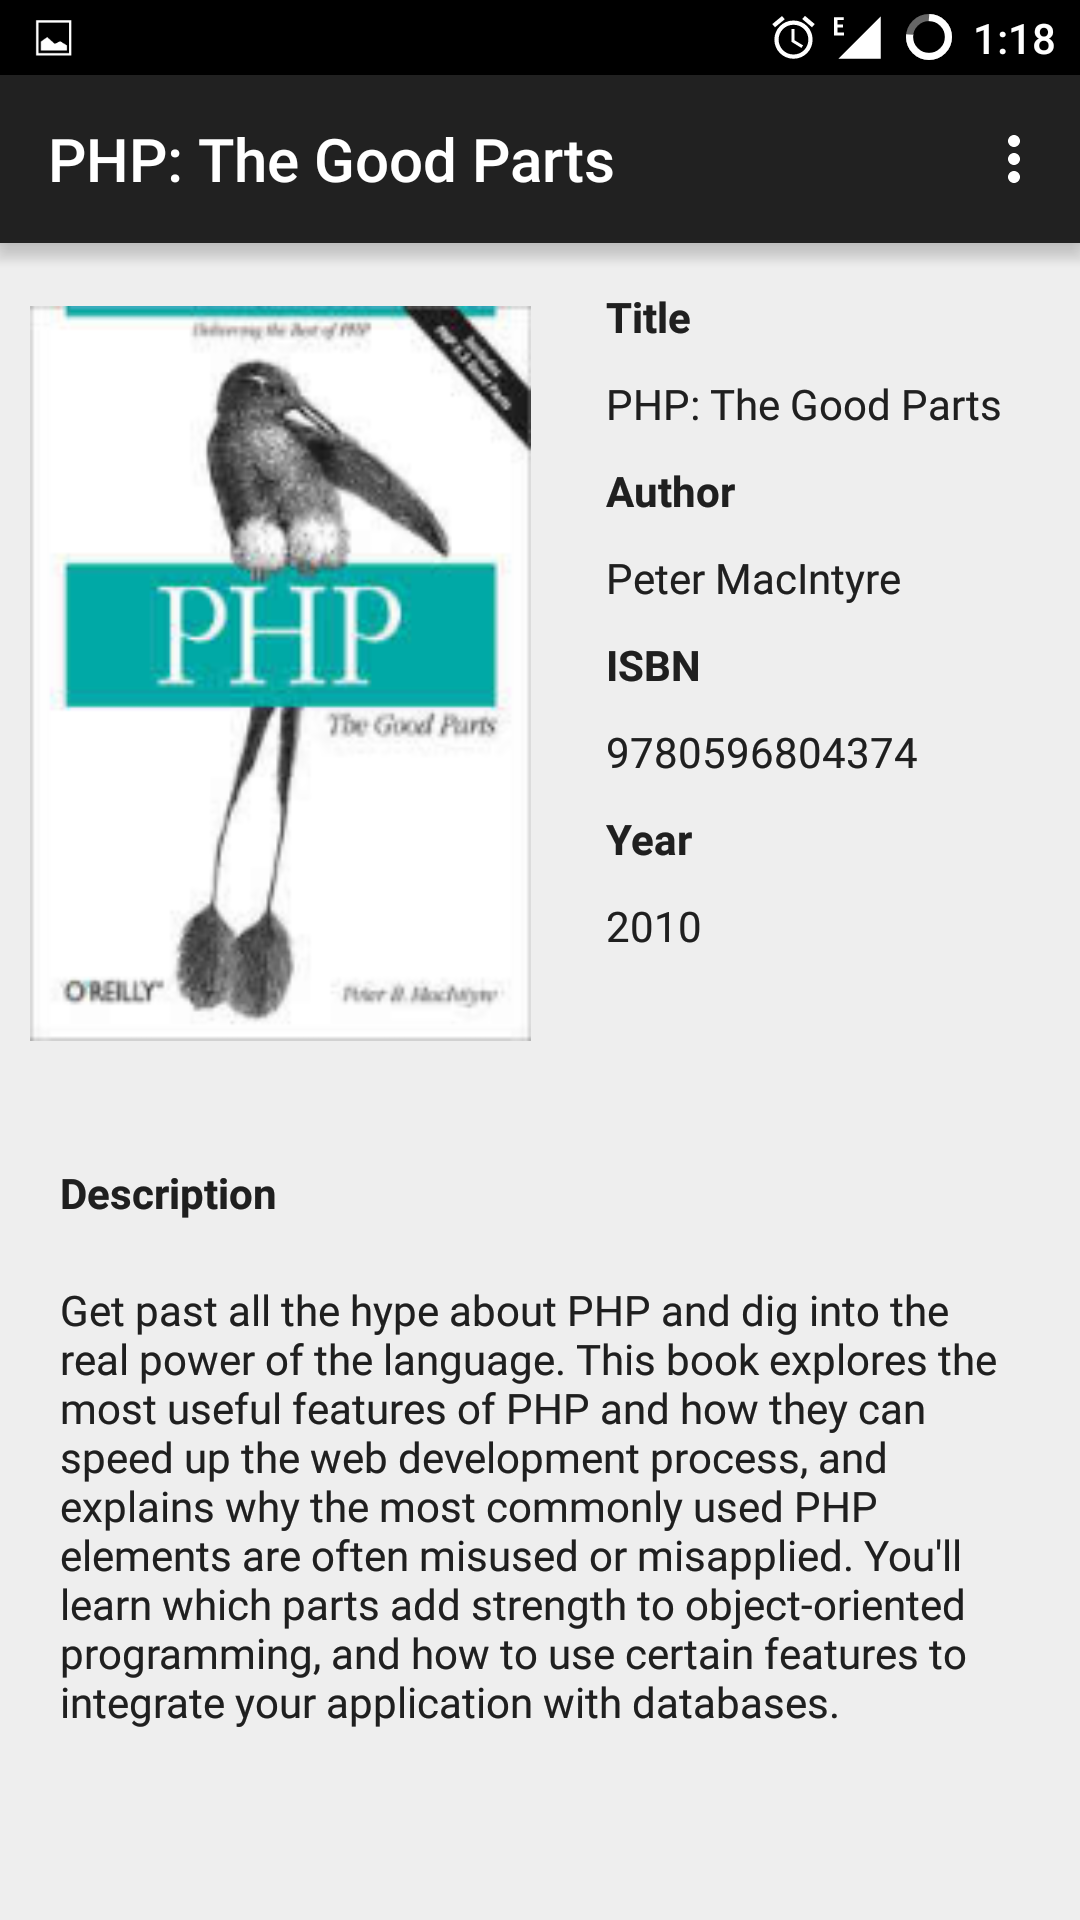 E 1:18
PHP: The Good Parts
Delivering the Best of PHP
Includes
PHP
The Good Parts
O'REILLY™
Peter B. MacIntyre
Title
PHP: The Good Parts
Author
Peter MacIntyre
ISBN
9780596804374
Year
2010
Description
Get past all the hype about PHP and dig into the
real power of the language. This book explores the
most useful features of PHP and how they can
speed up the web development process, and
explains why the most commonly used PHP
elements are often misused or misapplied. You'll
learn which parts add strength to object-oriented
programming, and how to use certain features to
integrate your application with databases.